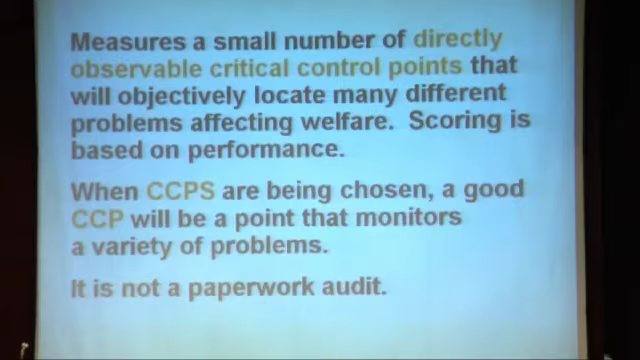 Measures a small number of directly
observable critical control points that
will objectively locate many different
problems affecting welfare. Scoring is
based on performance.
When CCPS are being chosen, a good
CCP will be a point that monitors
a variety of problems.
It is not a paperwork audit.